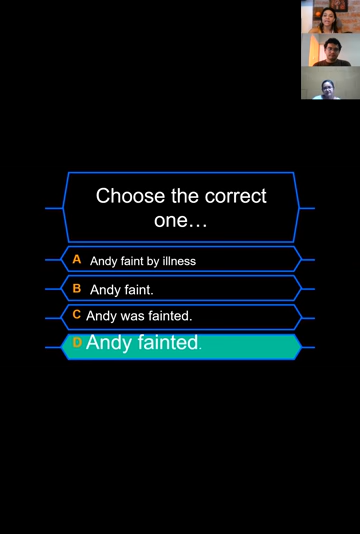 Choose the correct
one…
A Andy faint by illness
B Andy faint.
C Andy was fainted.
D Andy fainted.